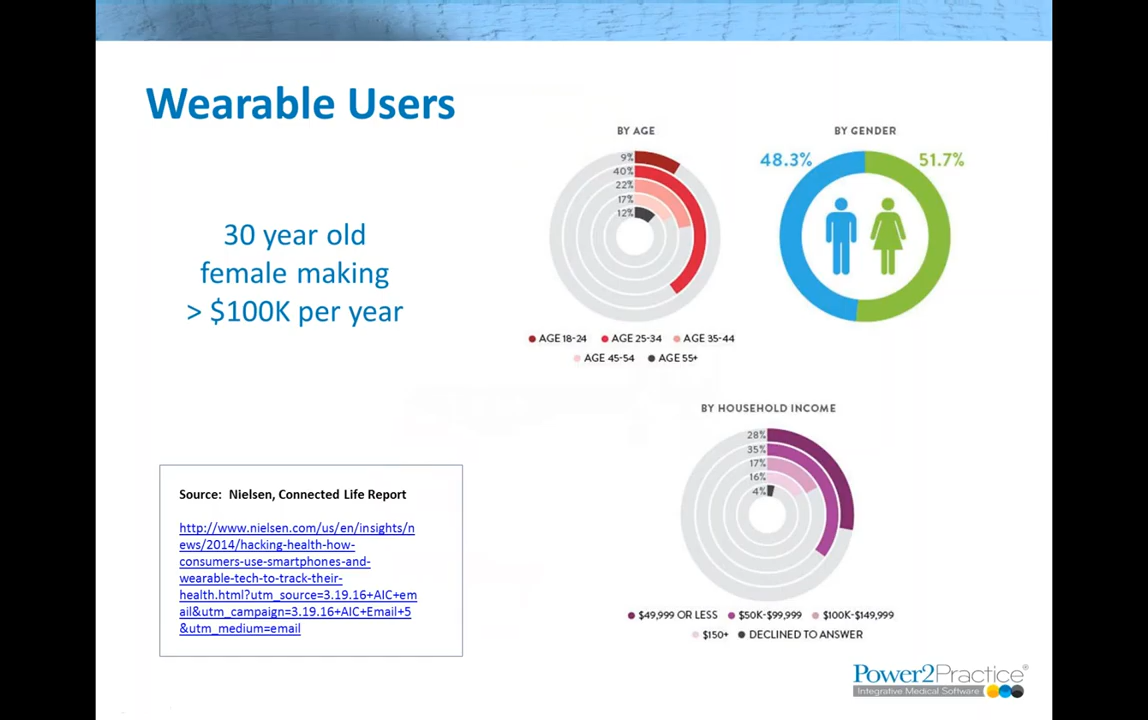 Wearable Users
30 year old
female making
> $100K per year
BY AGE
9%
40%
22%
17%
12%
AGE 18-24 AGE 25-34 AGE 35-44
AGE 45-54 AGE 55+
BY GENDER
48.3%
51.7%
BY HOUSEHOLD INCOME
28%
35%
17%
16%
4%
$49,999 OR LESS $50K-$99,999 $100K-$149,999
$150+ DECLINED TO ANSWER
Source: Nielsen, Connected Life Report
http://www.nielsen.com/us/en/insights/n
ews/2014/hacking-health-how-
consumers-use-smartphones-and-
wearable-tech-to-track-their-
health.html?utm_source=3.19.16+AIC+em
ail&utm_campaign=3.19.16+AIC+Email+5
&utm_medium=email
Power2Practice®
Integrative Medical Software